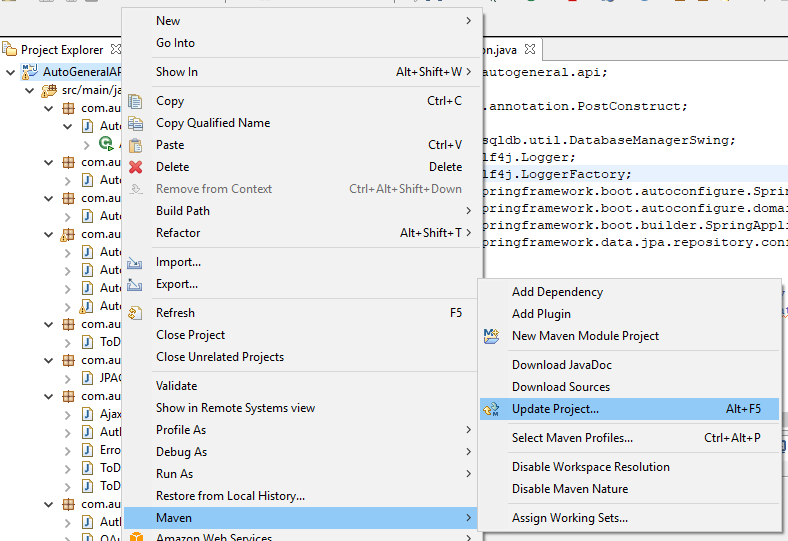 Project Explorer
on.java
AutoGeneralAP
src/main/ja
com.au
Auto
com.au
Auto
com.au
Auto
com.au
Auto
Auto
Auto
Auto
com.au
ToD
com.au
JPAC
com.au
Ajax
Auth
Erro
ToD
ToD
com.au
Auth
New
Go Into
Show In Alt+Shift+W
Copy Ctrl+C
Copy Qualified Name
Paste Ctrl+V
Delete Delete
Remove from Context Ctrl+Alt+Shift+Down
Build Path
Refactor Alt+Shift+T
Import...
Export...
Refresh F5
Close Project
Close Unrelated Projects
Validate
Show in Remote Systems view
Profile As
Debug As
Run As
Restore from Local History...
Maven
Amazon Web Services
autogeneral.api;
.annotation.PostConstruct;
sqldb.util.DatabaseManagerSwing;
lf4j.Logger;
lf4j.LoggerFactory;
pringframework.boot.autoconfigure.Sprin
pringframework.boot.autoconfigure.domai
pringframework.boot.builder.SpringAppli
pringframework.data.jpa.repository.conf
Add Dependency
Add Plugin
New Maven Module Project
Download JavaDoc
Download Sources
Update Project... Alt+F5
Select Maven Profiles... Ctrl+Alt+P
Disable Workspace Resolution
Disable Maven Nature
Assign Working Sets...